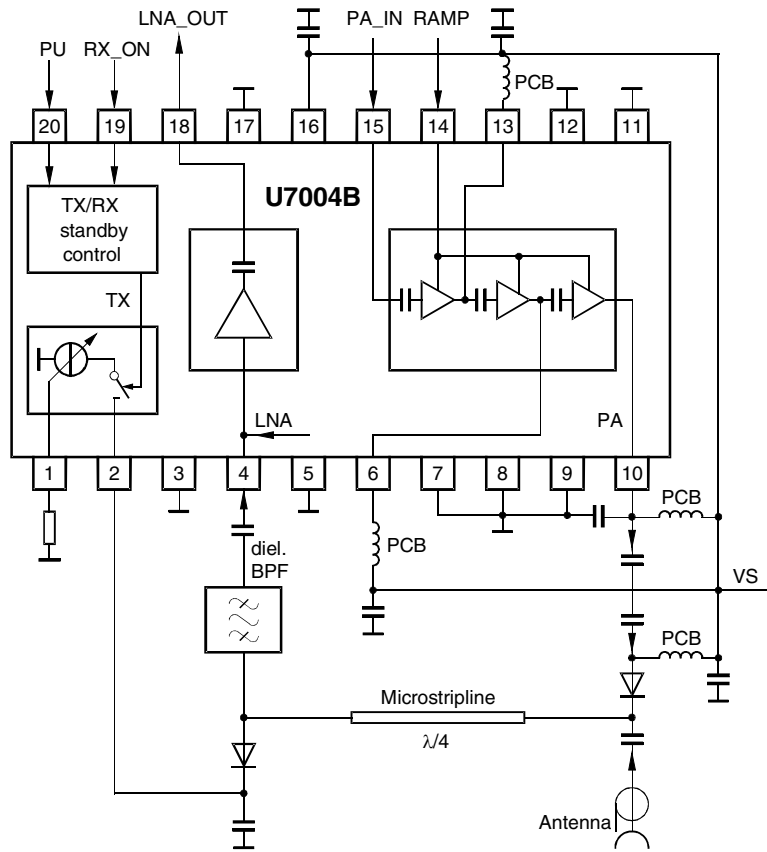 LNA_OUT
PA_IN RAMP
PU
RX_ON
PCB
20
19
18
17
16
15
14
13
12
11
U7004B
TX/RX
standby
control
TX
LNA
PA
1
2
3
4
5
6
7
8
9
10
PCB
diel.
BPF
PCB
VS
PCB
Microstripline
λ/4
Antenna